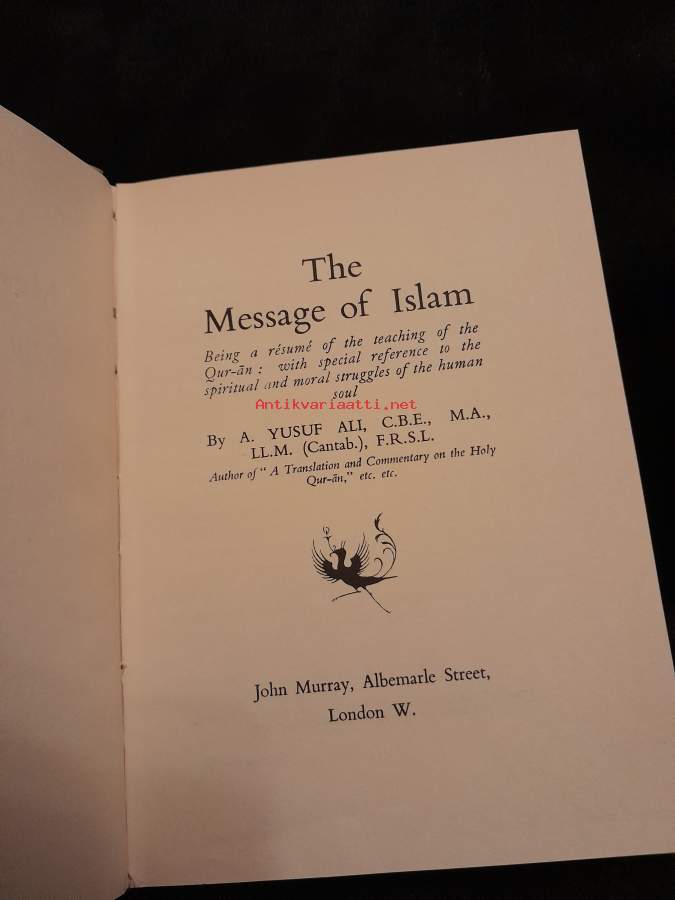 The
Message of Islam
Being a résumé of the teaching of the
Qur-ān : with special reference to the
spiritual and moral struggles of the human
soul
Antikvariaatti.net
By A. YUSUF ALI, C.B.E., M.A.,
LL.M. (Cantab.), F.R.S.L.
Author of "A Translation and Commentary on the Holy
Qur-ān," etc. etc.
John Murray, Albemarle Street,
London W.